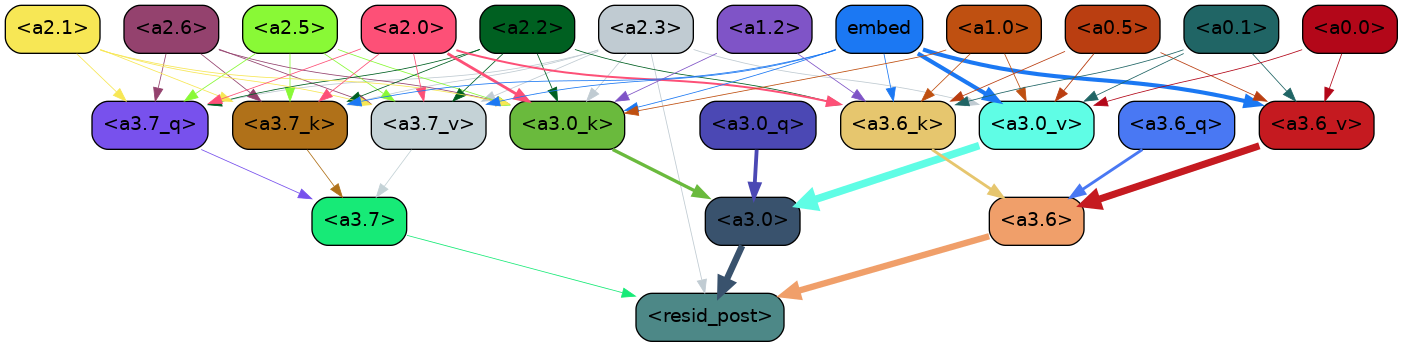 <a2.1> <a2.6> <a2.5> <a2.0> <a2.2> <a2.3> <a1.2> embed <a1.0> <a0.5> <a0.1> <a0.0>
<a3.7_q> <a3.7_k> <a3.7_v> <a3.0_k> <a3.0_q> <a3.6_k> <a3.0_v> <a3.6_q> <a3.6_v>
<a3.7> <a3.0> <a3.6>
<resid_post>